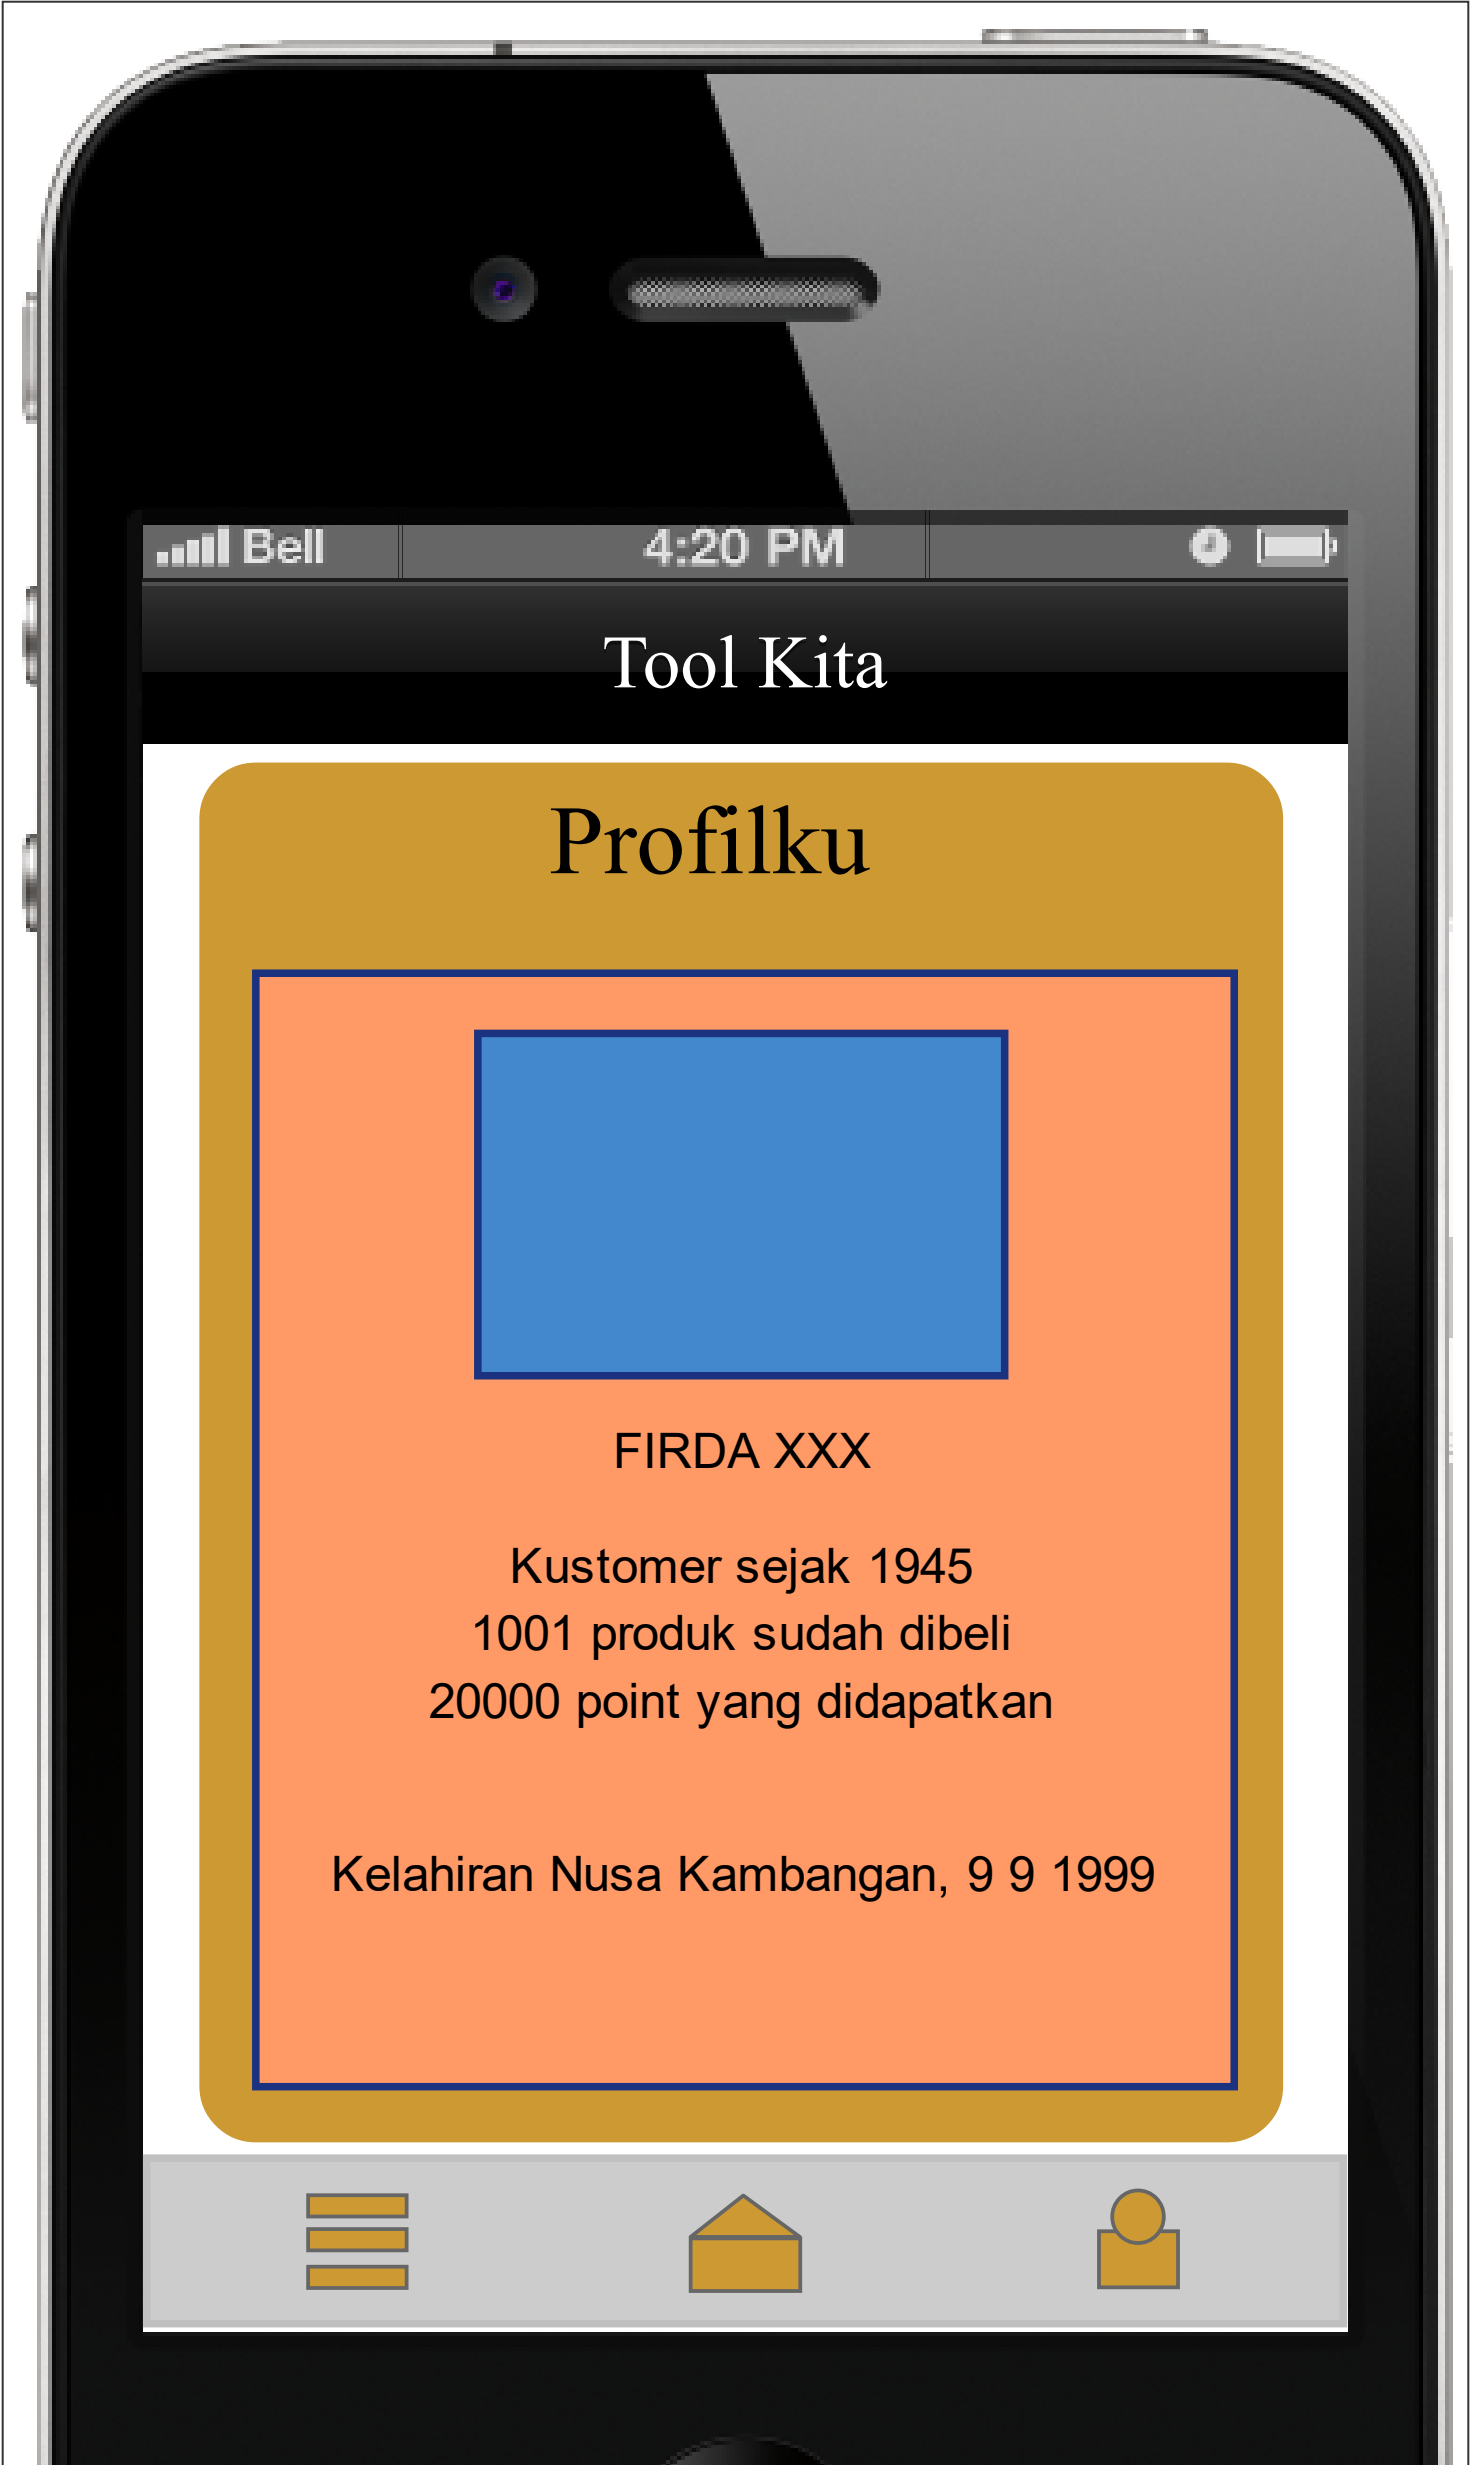 Bell 4:20 PM
Tool Kita
Profilku
FIRDA XXX
Kustomer sejak 1945
1001 produk sudah dibeli
20000 point yang didapatkan
Kelahiran Nusa Kambangan, 9 9 1999